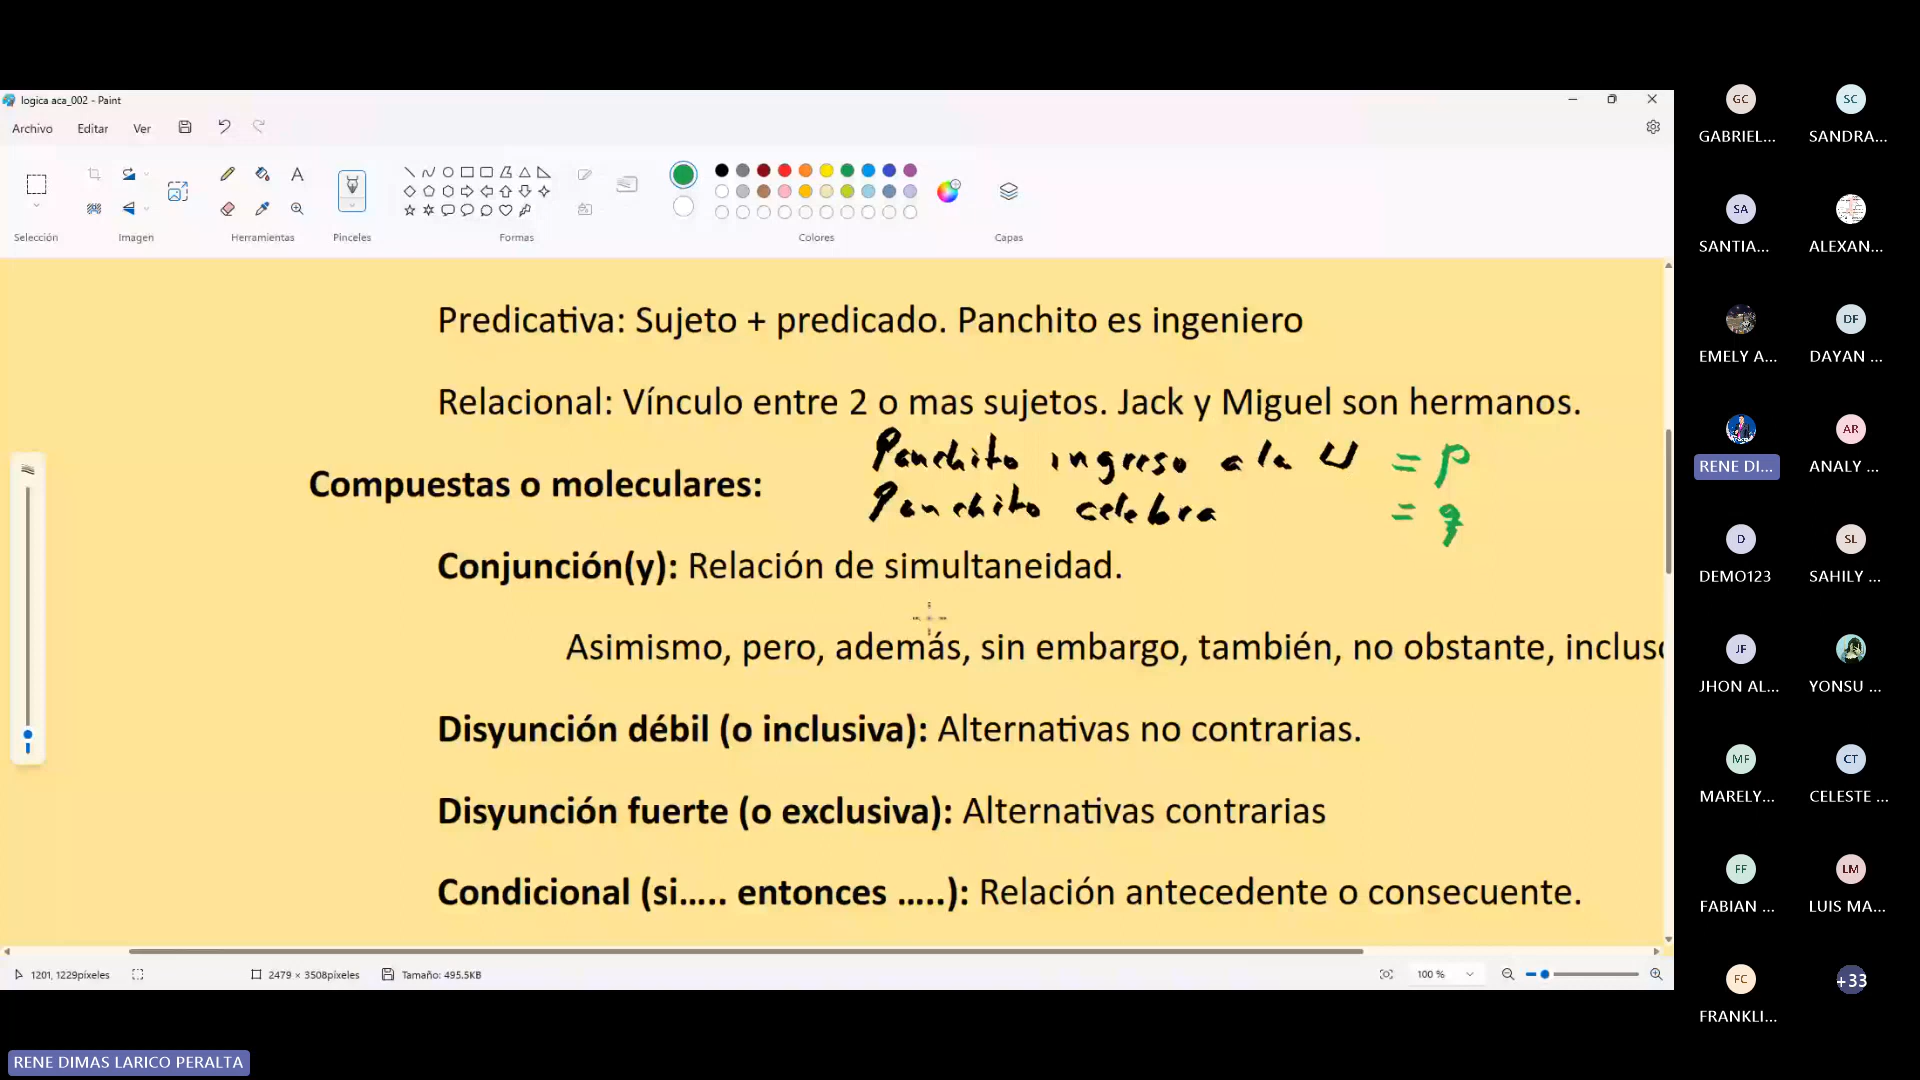 logica aca_002 - Paint
Archivo Editar Ver
Selección Imagen Herramientas Pinceles Formas Colores Capas
Predicativa: Sujeto + predicado. Panchito es ingeniero
Relacional: Vínculo entre 2 o mas sujetos. Jack y Miguel son hermanos.
Panchito ingreso a la U = p
Compuestas o moleculares:
Panchito celebra = q
Conjunción(y): Relación de simultaneidad.
Asimismo, pero, además, sin embargo, también, no obstante, incluso
Disyunción débil (o inclusiva): Alternativas no contrarias.
Disyunción fuerte (o exclusiva): Alternativas contrarias
Condicional (si..... entonces .....): Relación antecedente o consecuente.
1201, 1229píxeles 2479 × 3508píxeles Tamaño: 495.5KB 100 %
RENE DIMAS LARICO PERALTA
GC SC
GABRIEL... SANDRA...
SA
SANTIA... ALEXAN...
DF
EMELY A... DAYAN ...
AR
RENE DI... ANALY ...
D SL
DEMO123 SAHILY ...
JF
JHON AL... YONSU ...
MF CT
MARELY... CELESTE ...
FF LM
FABIAN ... LUIS MA...
FC +33
FRANKLI...